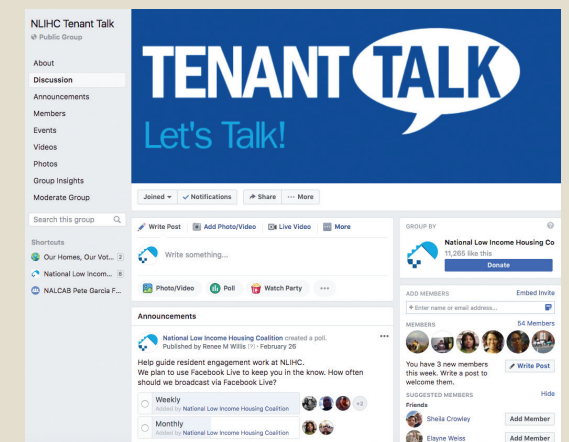 NLIHC Tenant Talk
Public Group
About
Discussion
Announcements
Members
Events
Videos
Photos
Group Insights
Moderate Group
Search this group
Shortcuts
Our Homes, Our Vot... 2
National Low Incom... 6
NALCAB Pete Garcia F...
TENANT TALK
Let's Talk!
Joined
Notifications
Share
More
Write Post
Add Photo/Video
Live Video
More
Write something...
Photo/Video
Poll
Watch Party
Announcements
National Low Income Housing Coalition created a poll.
Published by Renee M Willis [?] · February 26
Help guide resident engagement work at NLIHC.
We plan to use Facebook Live to keep you in the know. How often
should we broadcast via Facebook Live?
Weekly
Added by National Low Income Housing Coalition
+2
Monthly
Added by National Low Income Housing Coalition
GROUP BY
National Low Income Housing Co
11,265 like this
Donate
ADD MEMBERS
Embed Invite
+ Enter name or email address...
MEMBERS
54 Members
You have 3 new members
this week. Write a post to
welcome them.
Write Post
SUGGESTED MEMBERS
Hide
Friends
Sheila Crowley
Add Member
Elayne Weiss
Add Member